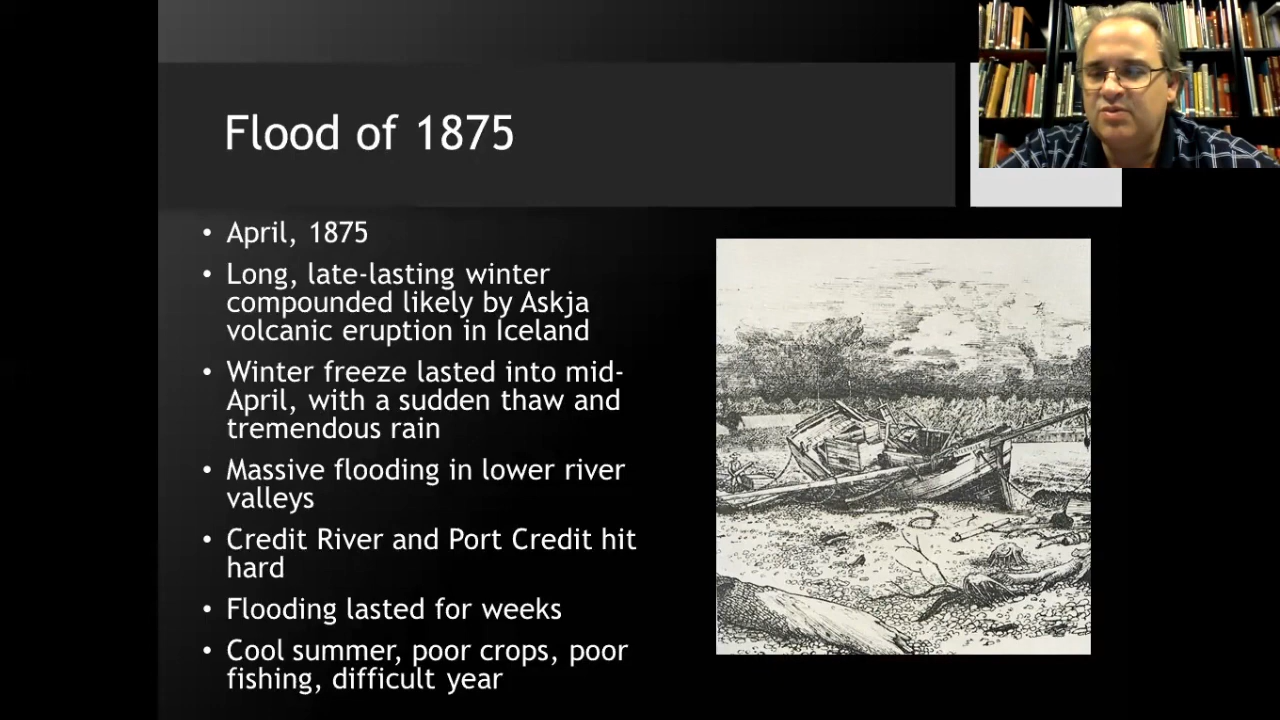 Flood of 1875
• April, 1875
• Long, late-lasting winter
compounded likely by Askja
volcanic eruption in Iceland
• Winter freeze lasted into mid-
April, with a sudden thaw and
tremendous rain
• Massive flooding in lower river
valleys
• Credit River and Port Credit hit
hard
• Flooding lasted for weeks
• Cool summer, poor crops, poor
fishing, difficult year